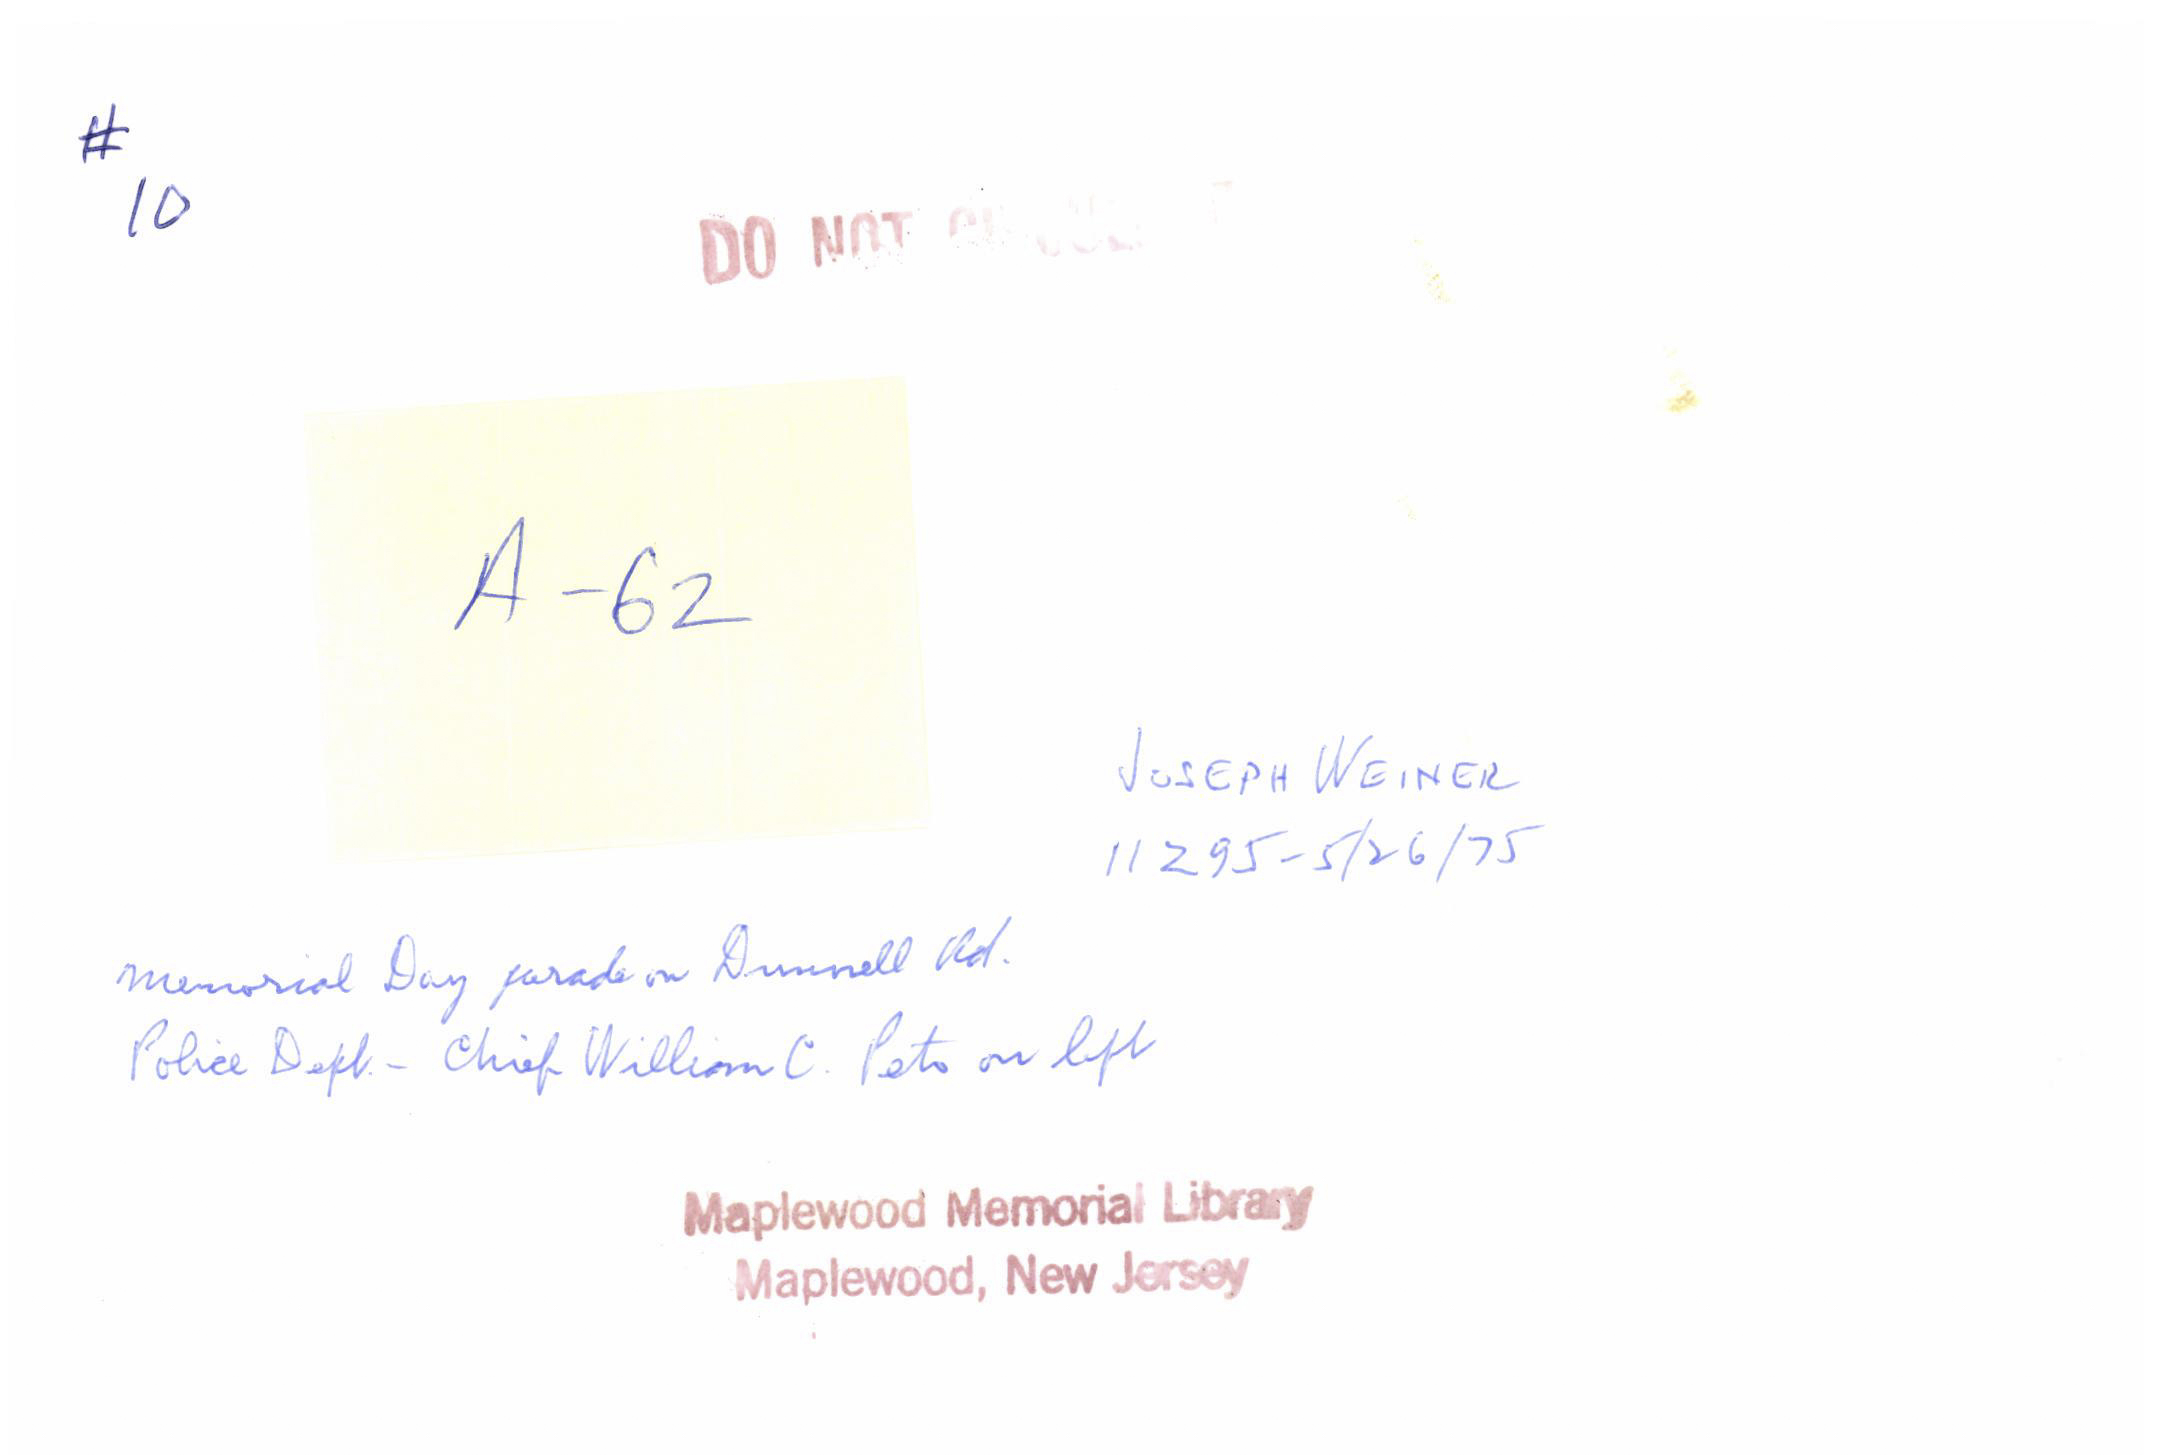 #
10
DO NOT
A-62
JOSEPH WEINER
11295-5/26/75
Memorial Day parade on Dunnell Rd.
Police Dept. - Chief William C. Peto on left
Maplewood Memorial Library
Maplewood, New Jersey